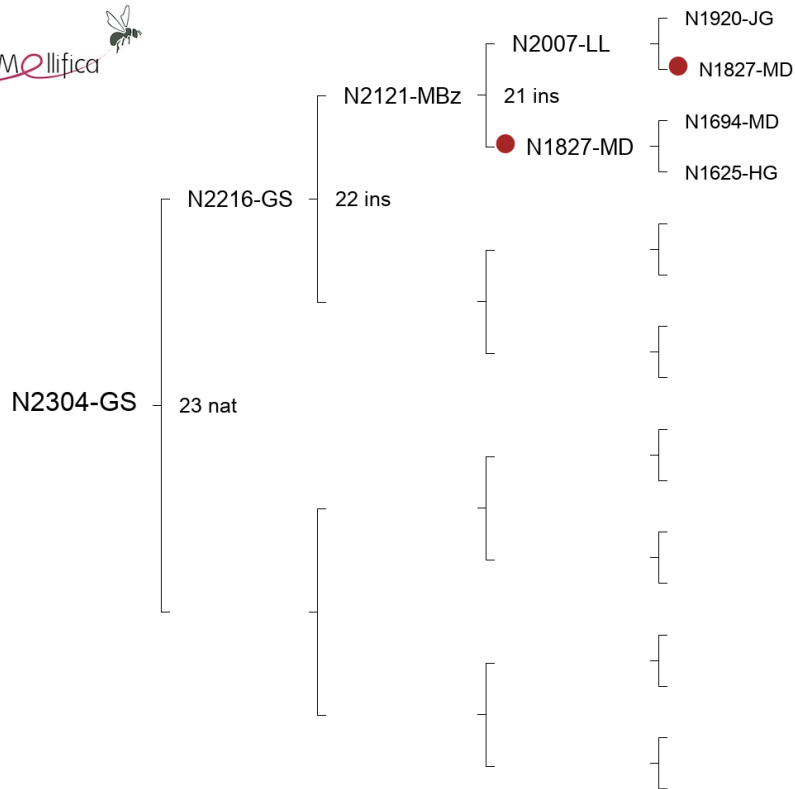 Mellifica
N1920-JG
N2007-LL
N1827-MD
N2121-MBz
21 ins
N1694-MD
N1827-MD
N1625-HG
N2216-GS
22 ins
N2304-GS
23 nat